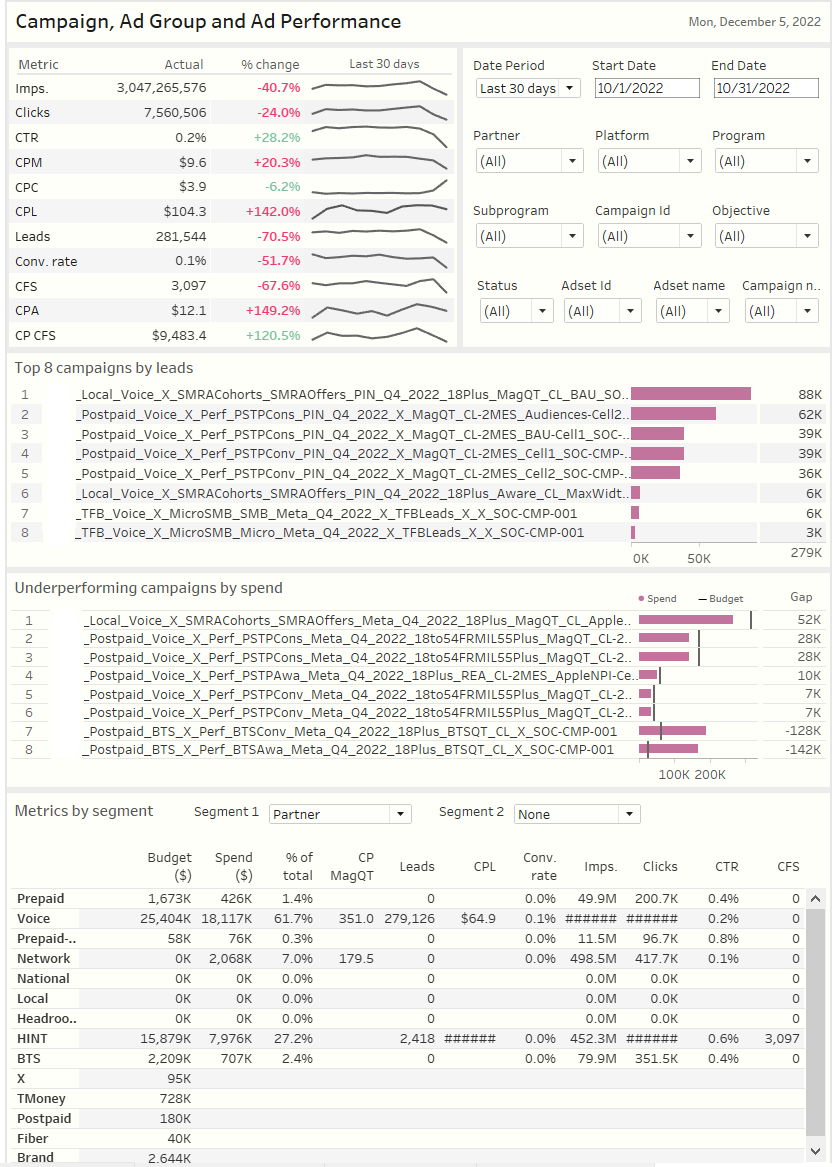 Campaign, Ad Group and Ad Performance
Mon, December 5, 2022
Metric Actual % change Last 30 days
Imps. 3,047,265,576 -40.7%
Clicks 7,560,506 -24.0%
CTR 0.2% +28.2%
CPM $9.6 +20.3%
CPC $3.9 -6.2%
CPL $104.3 +142.0%
Leads 281,544 -70.5%
Conv. rate 0.1% -51.7%
CFS 3,097 -67.6%
CPA $12.1 +149.2%
CP CFS $9,483.4 +120.5%
Date Period Start Date End Date
Last 30 days 10/1/2022 10/31/2022
Partner Platform Program
(All) (All) (All)
Subprogram Campaign Id Objective
(All) (All) (All)
Status Adset Id Adset name Campaign n..
(All) (All) (All) (All)
Top 8 campaigns by leads
1 _Local_Voice_X_SMRACohorts_SMRAOffers_PIN_Q4_2022_18Plus_MagQT_CL_BAU_SO.. 88K
2 _Postpaid_Voice_X_Perf_PSTPCons_PIN_Q4_2022_X_MagQT_CL-2MES_Audiences-Cell2.. 62K
3 _Postpaid_Voice_X_Perf_PSTPCons_PIN_Q4_2022_X_MagQT_CL-2MES_BAU-Cell1_SOC-.. 39K
4 _Postpaid_Voice_X_Perf_PSTPConv_PIN_Q4_2022_X_MagQT_CL-2MES_Cell1_SOC-CMP-.. 39K
5 _Postpaid_Voice_X_Perf_PSTPConv_PIN_Q4_2022_X_MagQT_CL-2MES_Cell2_SOC-CMP-.. 36K
6 _Local_Voice_X_SMRACohorts_SMRAOffers_PIN_Q4_2022_18Plus_Aware_CL_MaxWidt.. 6K
7 _TFB_Voice_X_MicroSMB_SMB_Meta_Q4_2022_X_TFBLeads_X_X_SOC-CMP-001 6K
8 _TFB_Voice_X_MicroSMB_Micro_Meta_Q4_2022_X_TFBLeads_X_X_SOC-CMP-001 3K
0K 50K 279K
Underperforming campaigns by spend
Spend Budget Gap
1 _Local_Voice_X_SMRACohorts_SMRAOffers_Meta_Q4_2022_18Plus_MagQT_CL_Apple.. 52K
2 _Postpaid_Voice_X_Perf_PSTPCons_Meta_Q4_2022_18to54FRMIL55Plus_MagQT_CL-2.. 28K
3 _Postpaid_Voice_X_Perf_PSTPCons_Meta_Q4_2022_18to54FRMIL55Plus_MagQT_CL-2.. 28K
4 _Postpaid_Voice_X_Perf_PSTPAwa_Meta_Q4_2022_18Plus_REA_CL-2MES_AppleNPI-Ce.. 10K
5 _Postpaid_Voice_X_Perf_PSTPConv_Meta_Q4_2022_18to54FRMIL55Plus_MagQT_CL-2.. 7K
6 _Postpaid_Voice_X_Perf_PSTPConv_Meta_Q4_2022_18to54FRMIL55Plus_MagQT_CL-2.. 7K
7 _Postpaid_BTS_X_Perf_BTSConv_Meta_Q4_2022_18Plus_BTSQT_CL_X_SOC-CMP-001 -128K
8 _Postpaid_BTS_X_Perf_BTSAwa_Meta_Q4_2022_18Plus_BTSQT_CL_X_SOC-CMP-001 -142K
100K 200K
Metrics by segment Segment 1 Partner Segment 2 None
Budget ($) Spend ($) % of total CP MagQT Leads CPL Conv. rate Imps. Clicks CTR CFS
Prepaid 1,673K 426K 1.4% 0 0.0% 49.9M 200.7K 0.4% 0
Voice 25,404K 18,117K 61.7% 351.0 279,126 $64.9 0.1% ###### ###### 0.2% 0
Prepaid-.. 58K 76K 0.3% 0 0.0% 11.5M 96.7K 0.8% 0
Network 0K 2,068K 7.0% 179.5 0 0.0% 498.5M 417.7K 0.1% 0
National 0K 0K 0.0% 0 0.0M 0.0K 0
Local 0K 0K 0.0% 0 0.0M 0.0K 0
Headroo.. 0K 0K 0.0% 0 0.0M 0.0K 0
HINT 15,879K 7,976K 27.2% 2,418 ###### 0.0% 452.3M ###### 0.6% 3,097
BTS 2,209K 707K 2.4% 0 0.0% 79.9M 351.5K 0.4% 0
X 95K
TMoney 728K
Postpaid 180K
Fiber 40K
Brand 2,644K